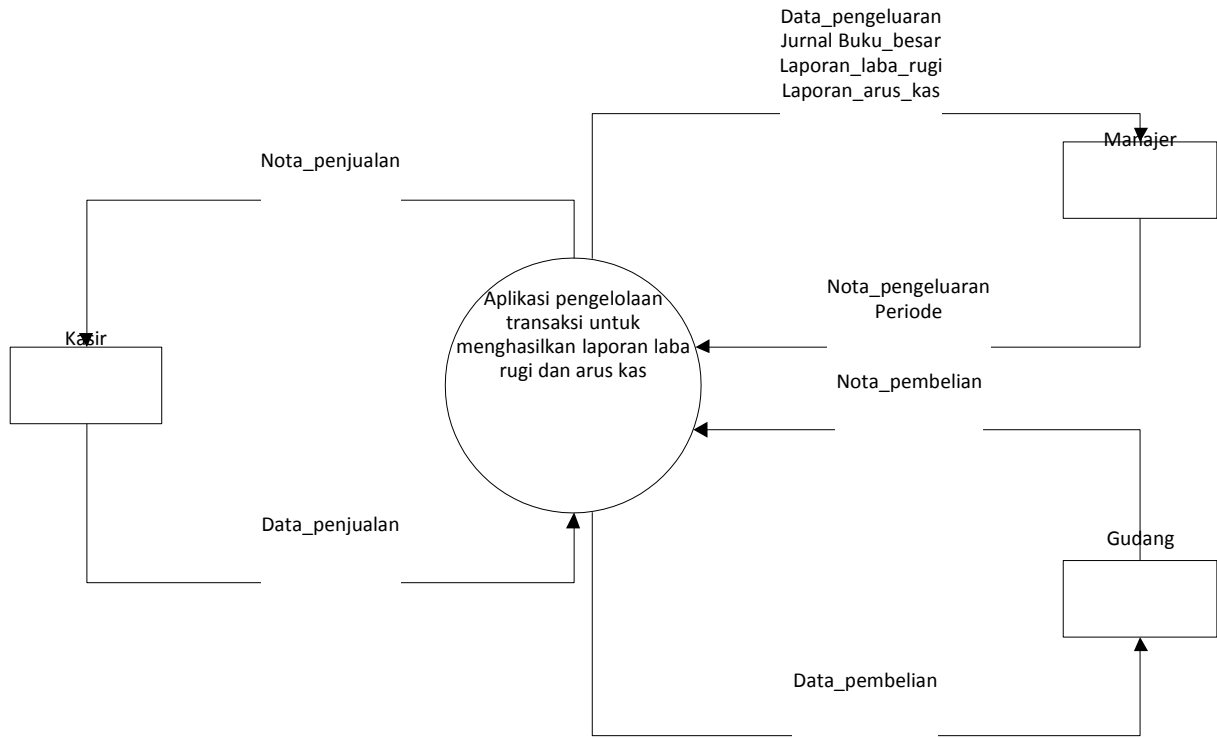 Data_pengeluaran
Jurnal Buku_besar
Laporan_laba_rugi
Laporan_arus_kas
Manajer
Nota_penjualan
Nota_pengeluaran
Periode
Aplikasi pengelolaan
transaksi untuk
menghasilkan laporan laba
rugi dan arus kas
Kasir
Nota_pembelian
Data_penjualan
Gudang
Data_pembelian